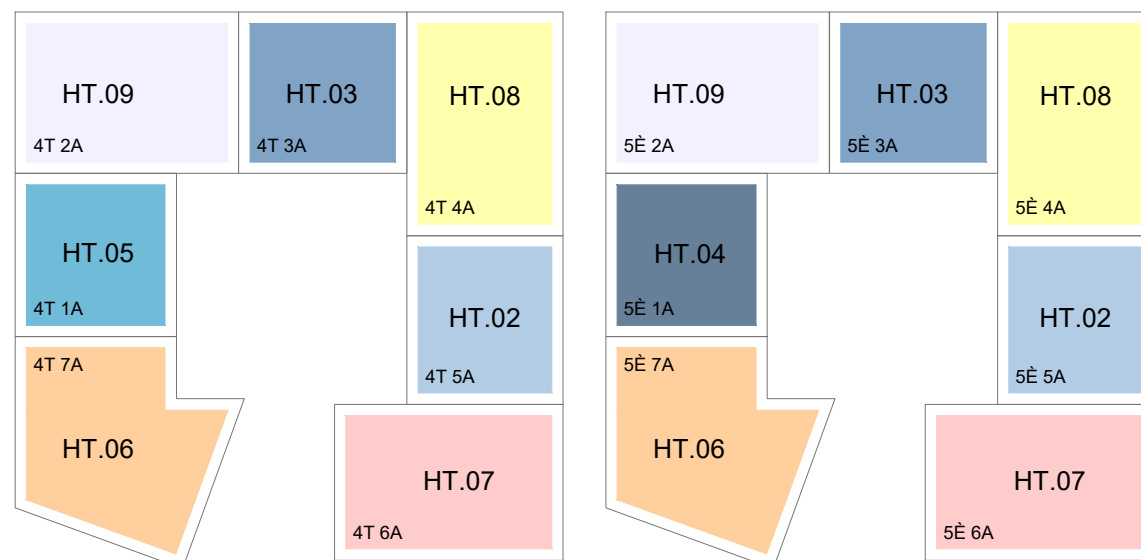 HT.09
4T 2A
HT.03
4T 3A
HT.08
4T 4A
HT.05
4T 1A
HT.02
4T 5A
4T 7A
HT.06
HT.07
4T 6A
HT.09
5È 2A
HT.03
5È 3A
HT.08
5È 4A
HT.04
5È 1A
HT.02
5È 5A
5È 7A
HT.06
HT.07
5È 6A